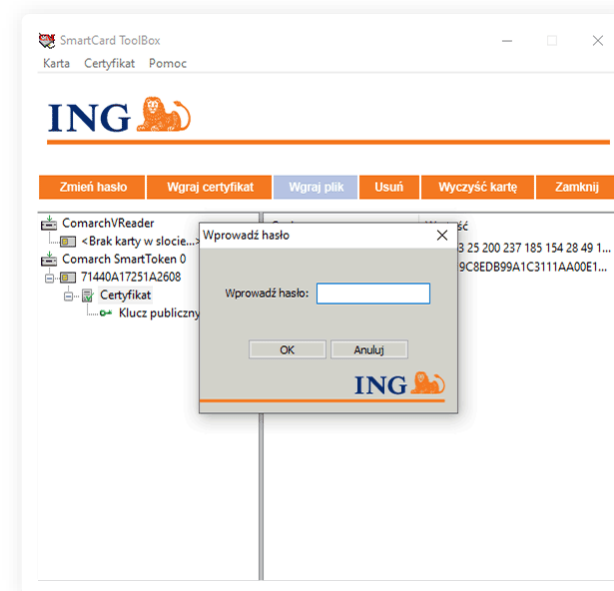 SmartCard ToolBox
Karta Certyfikat Pomoc
ING
Zmień hasło Wgraj certyfikat Wgraj plik Usuń Wyczyść kartę Zamknij
ComarchVReader
<Brak karty w slocie...>
Comarch SmartToken 0
71440A17251A2608
Certyfikat
Klucz publiczny
25 200 237 185 154 28 49 1...
9C8EDB99A1C3111AA00E1...
Wprowadź hasło
Wprowadź hasło:
OK Anuluj
ING